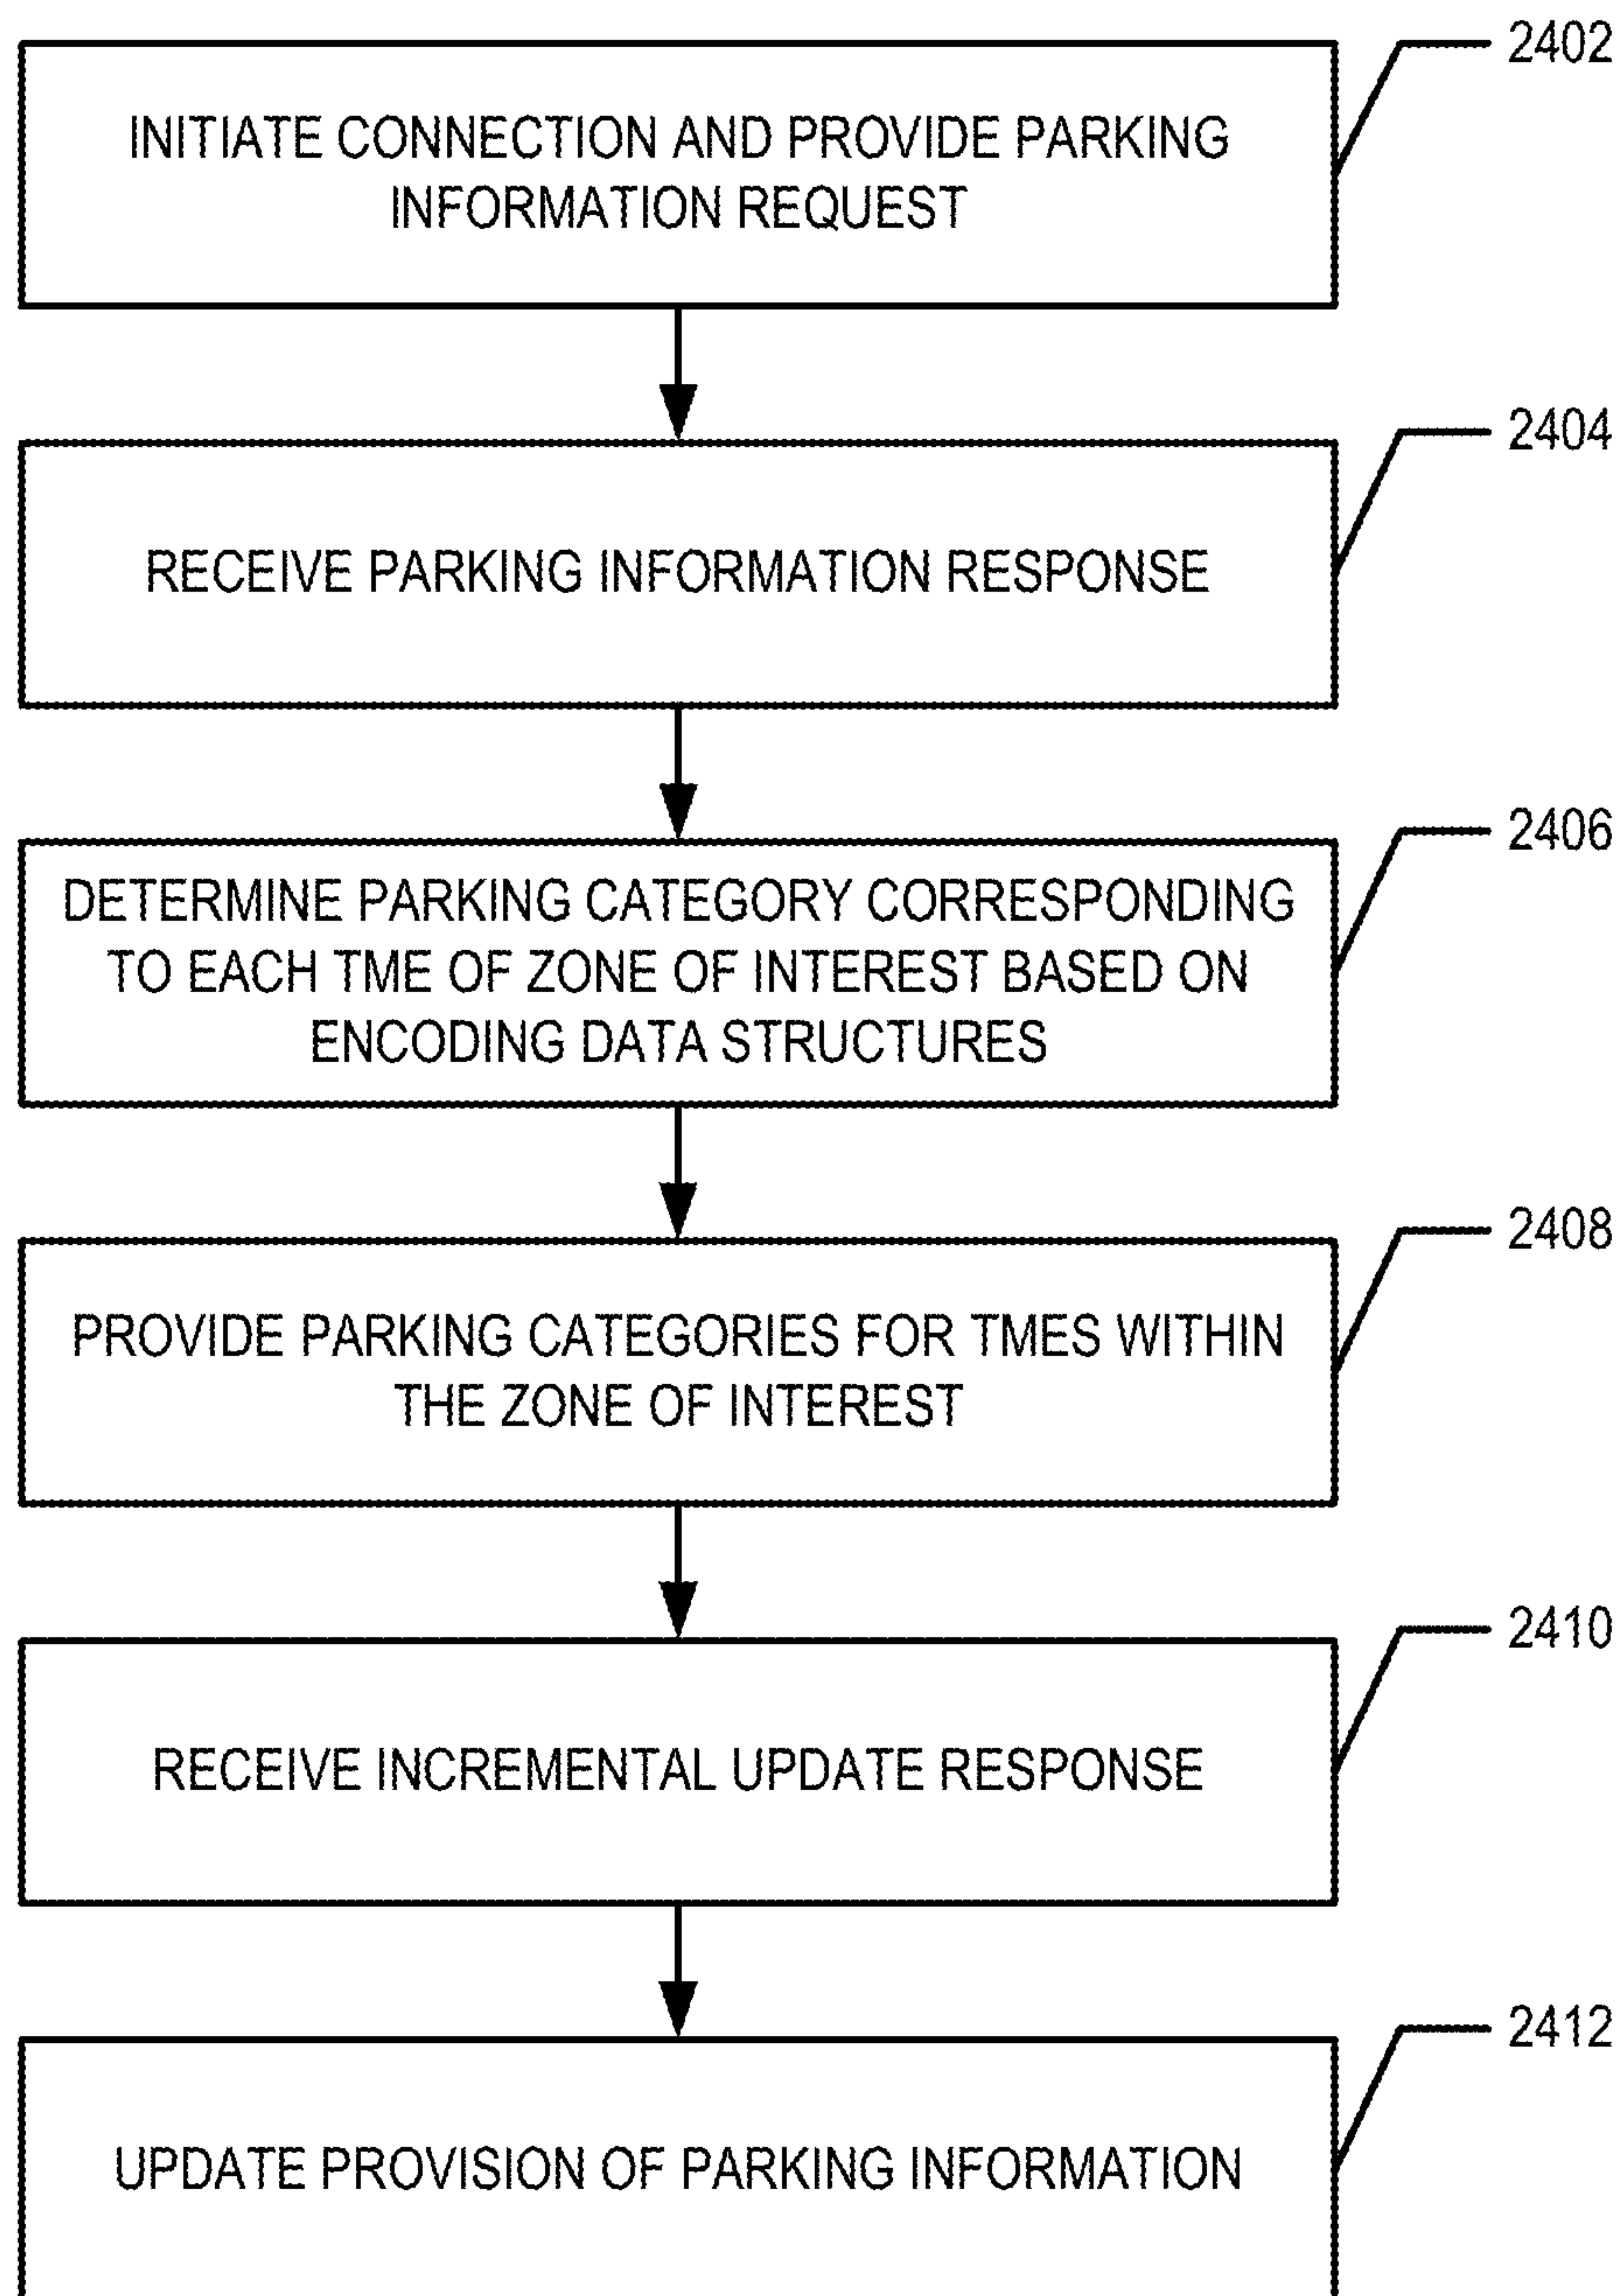 2402
INITIATE CONNECTION AND PROVIDE PARKING
INFORMATION REQUEST
2404
RECEIVE PARKING INFORMATION RESPONSE
2406
DETERMINE PARKING CATEGORY CORRESPONDING
TO EACH TME OF ZONE OF INTEREST BASED ON
ENCODING DATA STRUCTURES
2408
PROVIDE PARKING CATEGORIES FOR TMES WITHIN
THE ZONE OF INTEREST
2410
RECEIVE INCREMENTAL UPDATE RESPONSE
2412
UPDATE PROVISION OF PARKING INFORMATION